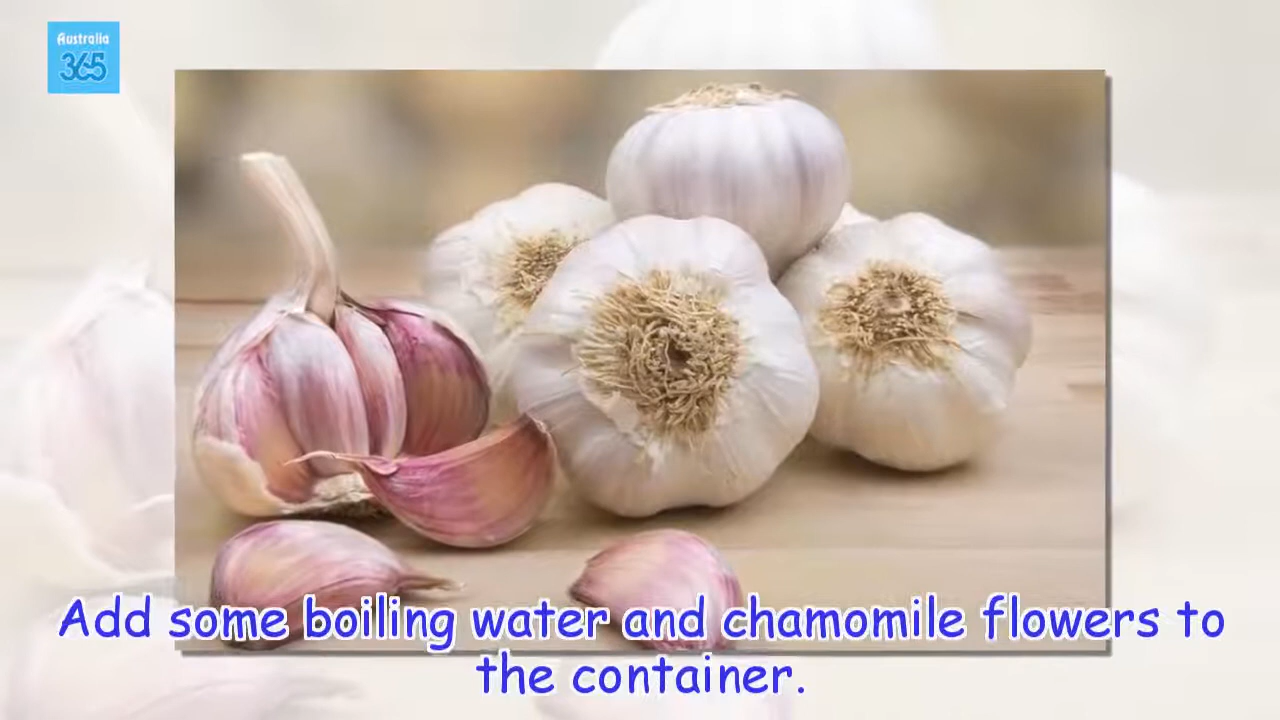 Australia
365
Add some boiling water and chamomile flowers to
the container.